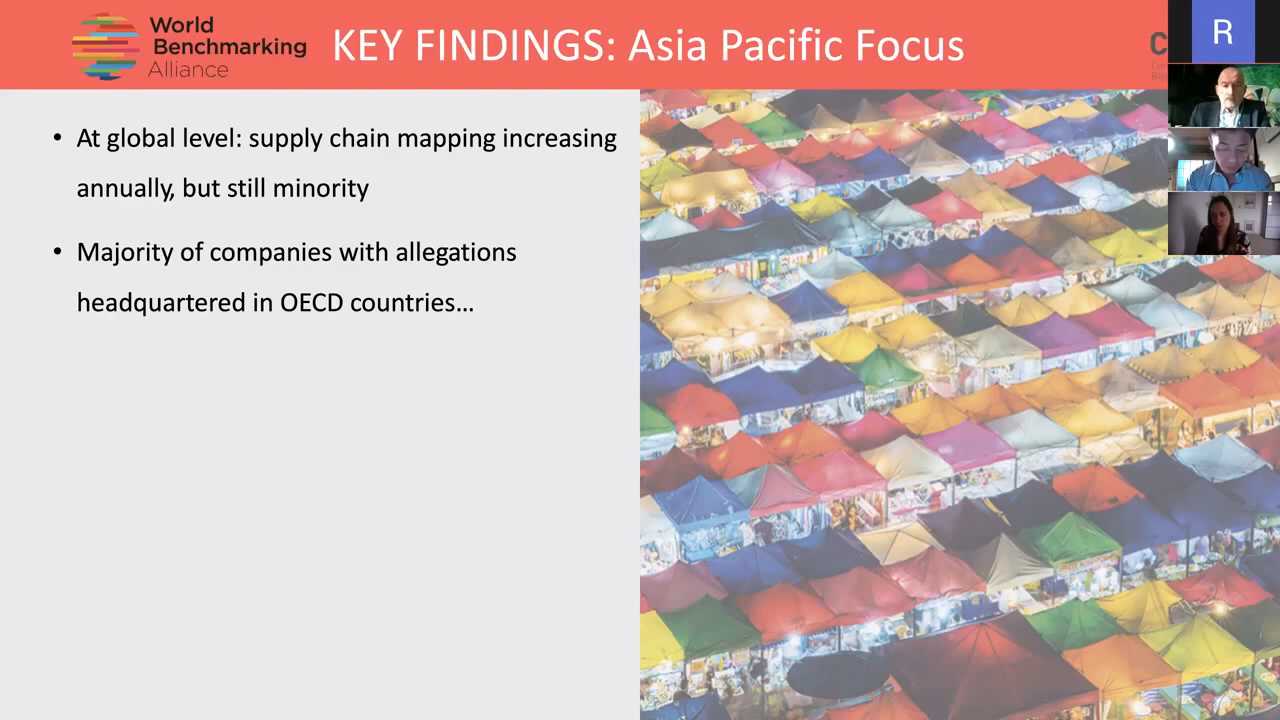 World
Benchmarking
Alliance
KEY FINDINGS: Asia Pacific Focus
R
• At global level: supply chain mapping increasing
annually, but still minority
• Majority of companies with allegations
headquartered in OECD countries…